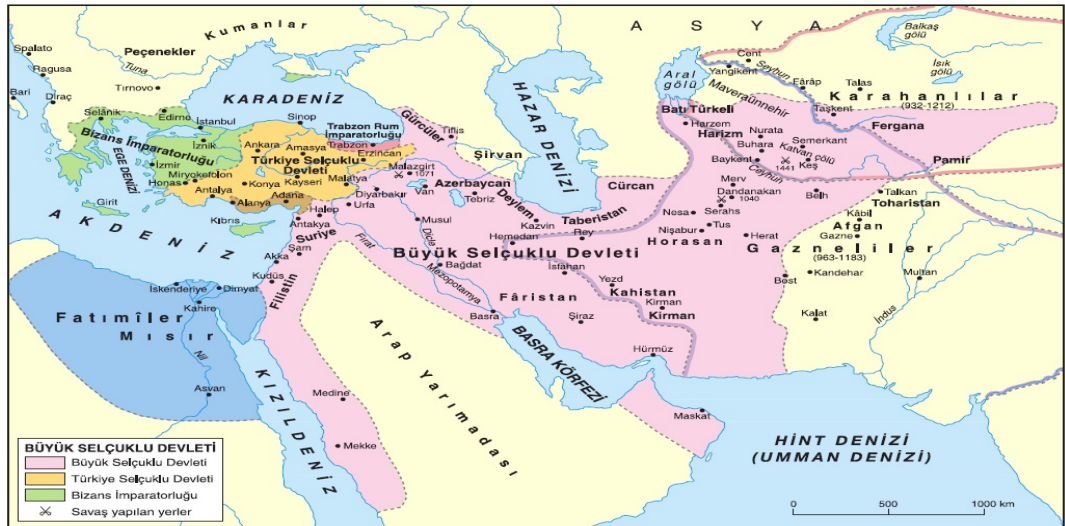 A S Y A
Kumanlar
Peçenekler
Spalato
Tuna
Ragusa
Tırnovo
Bari
Dıraç
Balkaş
gölü
Isık
gölü
Cent
Yangikent
Seyhun
Fârâp
Talas
Aral
gölü
Karahanlılar
(932-1212)
Maveraünnehir
Taşkent
Fergana
Batı Türkeli
Harzem
Harizm
Nurata
Semerkant
Buhara
Katvan çölü
1441
Keş
Baykent
Ceyhun
Pamir
KARADENİZ
HAZAR DENİZİ
Selânik
Edirne
İstanbul
Sinop
Bizans İmparatorluğu
EGE DENİZİ
İznik
Ankara
Amasya
Trabzon Rum
İmparatorluğu
Trabzon
Erzincan
Gürcüler
Tiflis
Şirvan
Türkiye Selçuklu
Devleti
İzmir
Miryokefolon
Honas
Konya
Kayseri
Malatya
Malazgirt
1071
Van
Azerbaycan
Tebriz
Deylem
Kazvin
Cürcan
Taberistan
Antalya
Alanya
Adana
Diyarbakır
Urfa
Girit
Kıbrıs
Halep
Antakya
Suriye
Musul
Dicle
Fırat
Hemedan
Rey
Merv
Dandanakan
1040
Nesa
Serahs
Tus
Nişabur
Herat
Horasan
Belh
Talkan
Toharistan
Kâbil
Afgan
Gazne
Gazneliler
(963-1183)
Kandehar
Best
Multan
Kalat
İndus
AKDENİZ
Akka
Şam
Kudüs
Filistin
Büyük Selçuklu Devleti
Bağdat
Mezopotamya
İsfahan
Yezd
Kahistan
Kirman
Kirman
Fâristan
Şiraz
Basra
BASRA KÖRFEZİ
Hürmüz
İskenderiye
Dimyat
Kahire
Fatımîler
Mısır
Nil
Asvan
KIZILDENİZ
Arap Yarımadası
Medine
Mekke
Maskat
HİNT DENİZİ
(UMMAN DENİZİ)
BÜYÜK SELÇUKLU DEVLETİ
Büyük Selçuklu Devleti
Türkiye Selçuklu Devleti
Bizans İmparatorluğu
Savaş yapılan yerler
0 500 1000 km